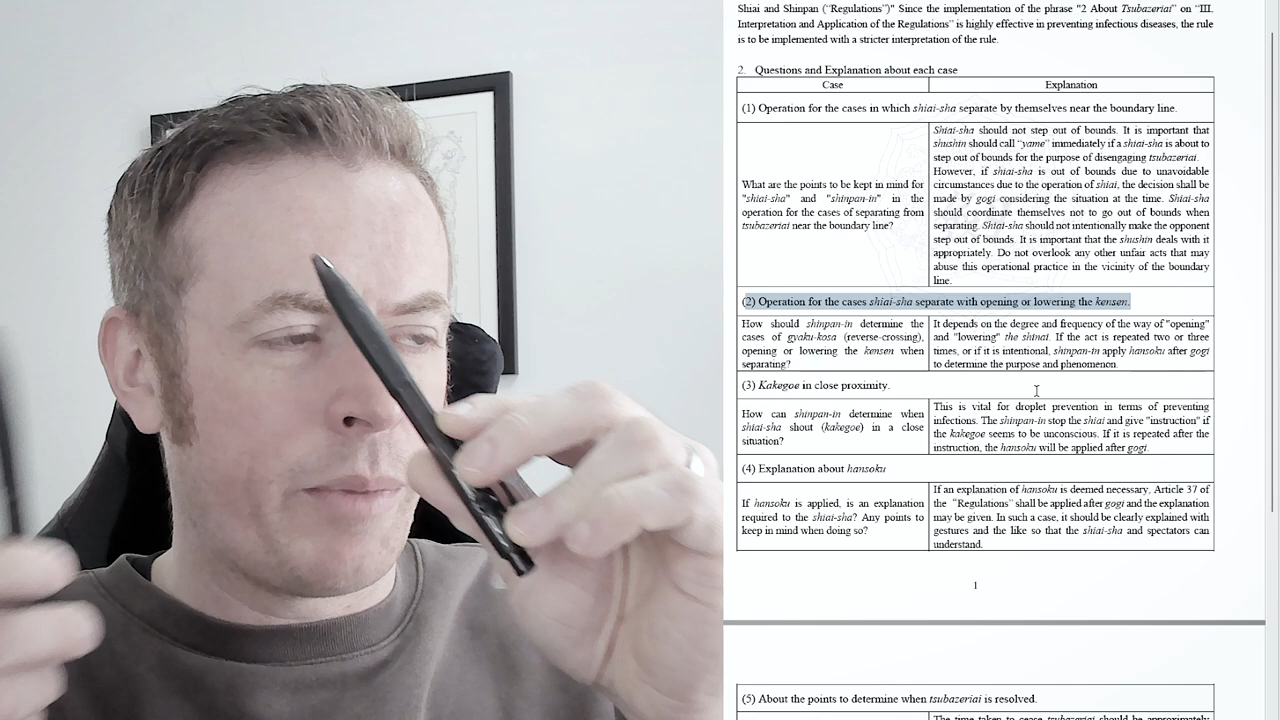 Shiai and Shinpan (“Regulations”)" Since the implementation of the phrase "2 About Tsubazeriai" on “III.
Interpretation and Application of the Regulations” is highly effective in preventing infectious diseases, the rule
is to be implemented with a stricter interpretation of the rule.
2. Questions and Explanation about each case
Case
Explanation
(1) Operation for the cases in which shiai-sha separate by themselves near the boundary line.
What are the points to be kept in mind for
"shiai-sha" and "shinpan-in" in the
operation for the cases of separating from
tsubazeriai near the boundary line?
Shiai-sha should not step out of bounds. It is important that
shushin should call “yame” immediately if a shiai-sha is about to
step out of bounds for the purpose of disengaging tsubazeriai.
However, if shiai-sha is out of bounds due to unavoidable
circumstances due to the operation of shiai, the decision shall be
made by gogi considering the situation at the time. Shiai-sha
should coordinate themselves not to go out of bounds when
separating. Shiai-sha should not intentionally make the opponent
step out of bounds. It is important that the shushin deals with it
appropriately. Do not overlook any other unfair acts that may
abuse this operational practice in the vicinity of the boundary
line.
(2) Operation for the cases shiai-sha separate with opening or lowering the kensen.
How should shinpan-in determine the
cases of gyaku-kosa (reverse-crossing),
opening or lowering the kensen when
separating?
It depends on the degree and frequency of the way of "opening"
and "lowering" the shinai. If the act is repeated two or three
times, or if it is intentional, shinpan-in apply hansoku after gogi
to determine the purpose and phenomenon.
(3) Kakegoe in close proximity.
How can shinpan-in determine when
shiai-sha shout (kakegoe) in a close
situation?
This is vital for droplet prevention in terms of preventing
infections. The shinpan-in stop the shiai and give "instruction" if
the kakegoe seems to be unconscious. If it is repeated after the
instruction, the hansoku will be applied after gogi.
(4) Explanation about hansoku
If hansoku is applied, is an explanation
required to the shiai-sha? Any points to
keep in mind when doing so?
If an explanation of hansoku is deemed necessary, Article 37 of
the “Regulations” shall be applied after gogi and the explanation
may be given. In such a case, it should be clearly explained with
gestures and the like so that the shiai-sha and spectators can
understand.
1
(5) About the points to determine when tsubazeriai is resolved.
The time taken to cease tsubazeriai should be approximately